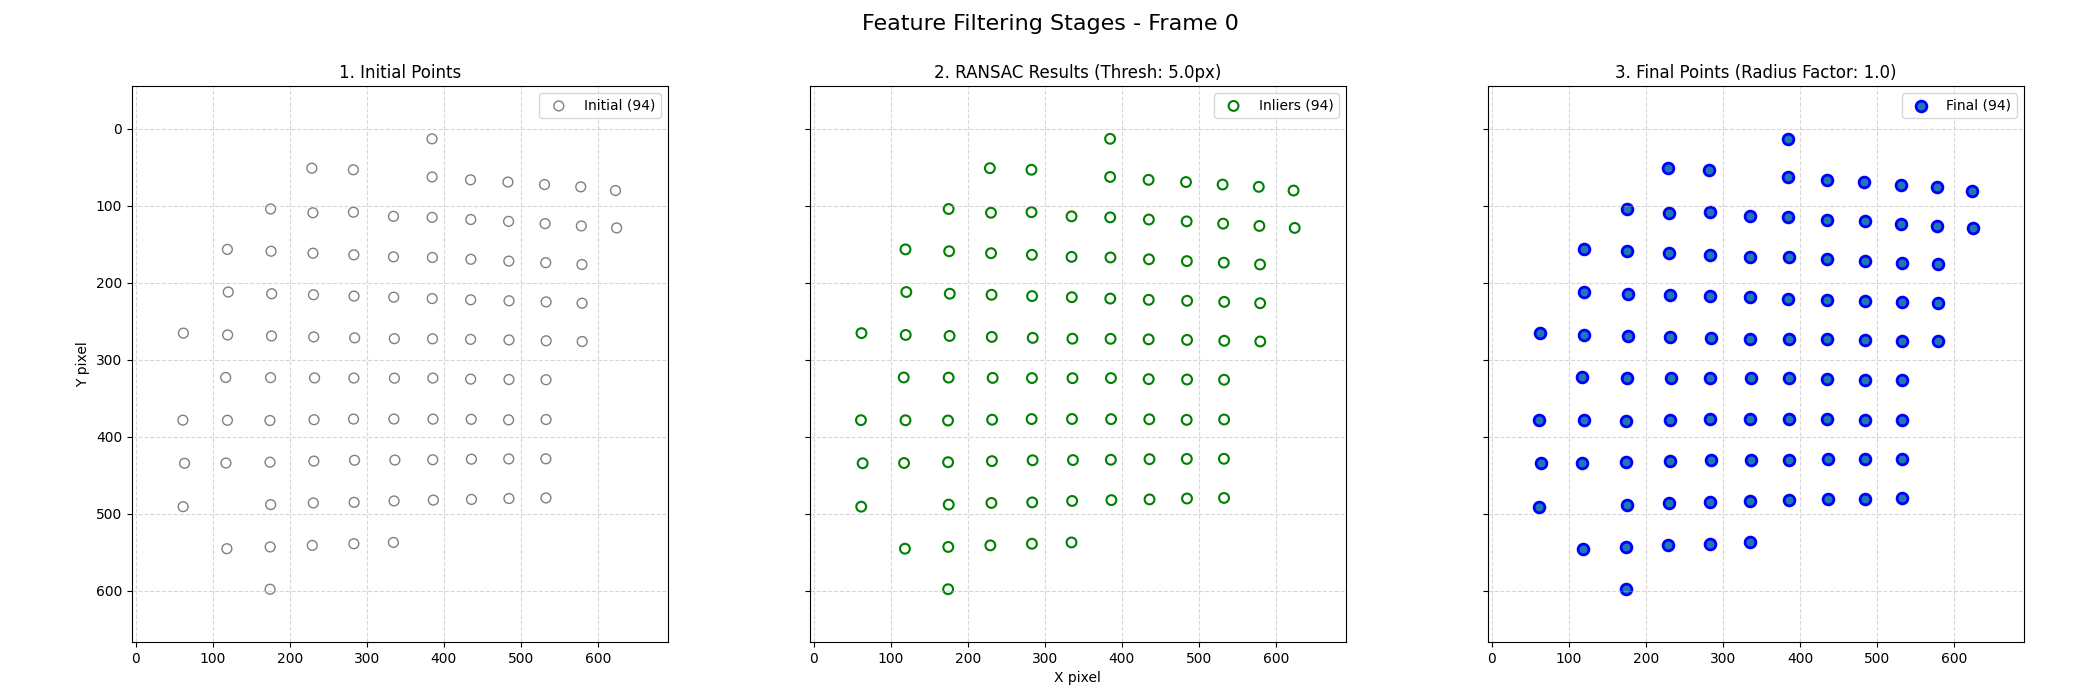 Feature Filtering Stages - Frame 0
1. Initial Points
2. RANSAC Results (Thresh: 5.0px)
3. Final Points (Radius Factor: 1.0)
Initial (94)
Inliers (94)
Final (94)
0
100
200
300
400
500
600
Y pixel
0 100 200 300 400 500 600
0 100 200 300 400 500 600
0 100 200 300 400 500 600
X pixel